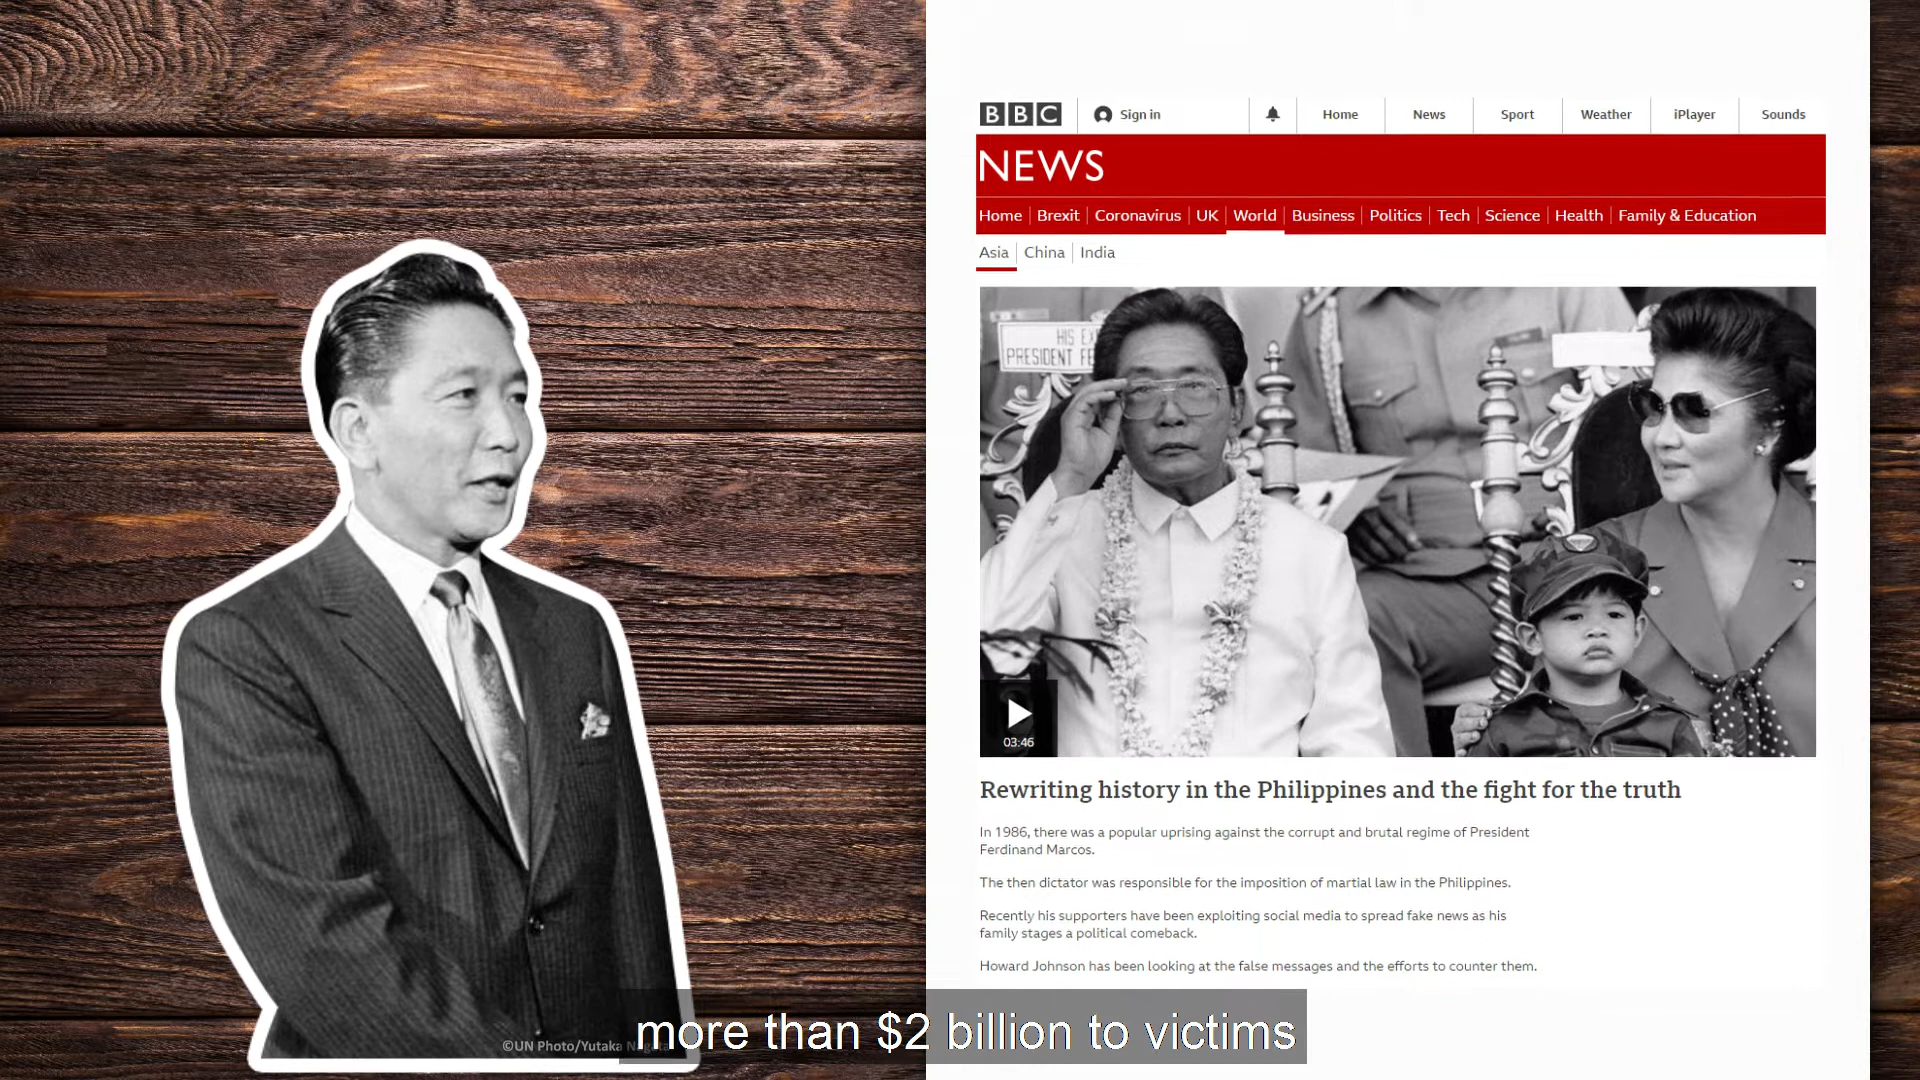 BBC
Sign in
Home
News
Sport
Weather
iPlayer
Sounds
NEWS
Home
Brexit
Coronavirus
UK
World
Business
Politics
Tech
Science
Health
Family & Education
Asia
China
India
HIS
PRESIDENT
03:46
Rewriting history in the Philippines and the fight for the truth
In 1986, there was a popular uprising against the corrupt and brutal regime of President
Ferdinand Marcos.
The then dictator was responsible for the imposition of martial law in the Philippines.
Recently his supporters have been exploiting social media to spread fake news as his
family stages a political comeback.
Howard Johnson has been looking at the false messages and the efforts to counter them.
©UN Photo/Yutaka
more than $2 billion to victims